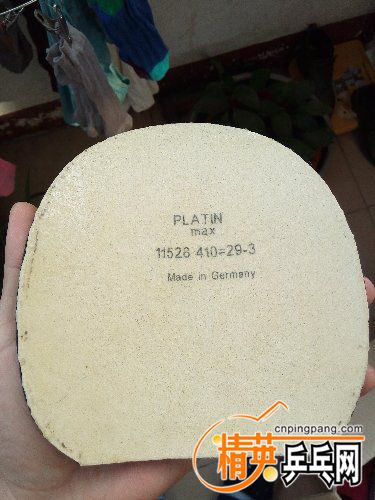 PLATIN
max
11526 410=29-3
Made in Germany
cnpingpang.com
精英乒乓网